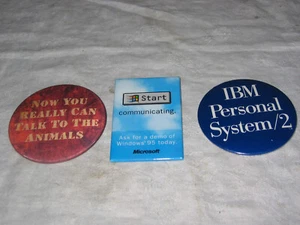 NOW YOU
REALLY CAN
TALK TO THE
ANIMALS
Start
communicating.
Ask for a demo of
Windows 95 today.
Microsoft
IBM
Personal
System/2